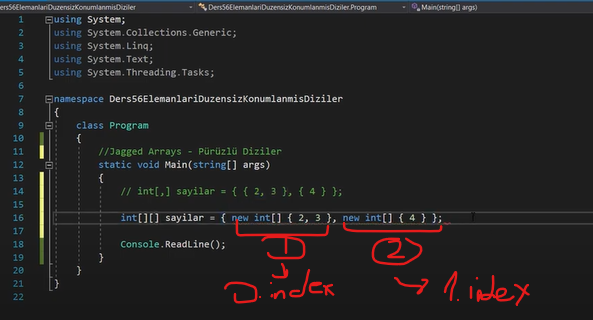 ers56ElemanlariDuzensizKonumlanmisDiziler
Ders56ElemanlariDuzensizKonumlanmisDiziler.Program
Main(string[] args)
1 using System;
2 using System.Collections.Generic;
3 using System.Linq;
4 using System.Text;
5 using System.Threading.Tasks;
6
7 namespace Ders56ElemanlariDuzensizKonumlanmisDiziler
8 {
9 class Program
10 {
11 //Jagged Arrays - Pürüzlü Diziler
12 static void Main(string[] args)
13 {
14 // int[,] sayilar = { { 2, 3 }, { 4 } };
15
16 int[][] sayilar = { new int[] { 2, 3 }, new int[] { 4 } };
17
18 Console.ReadLine();
19 }
20 }
21 }
22
1 2
0.index 1.index